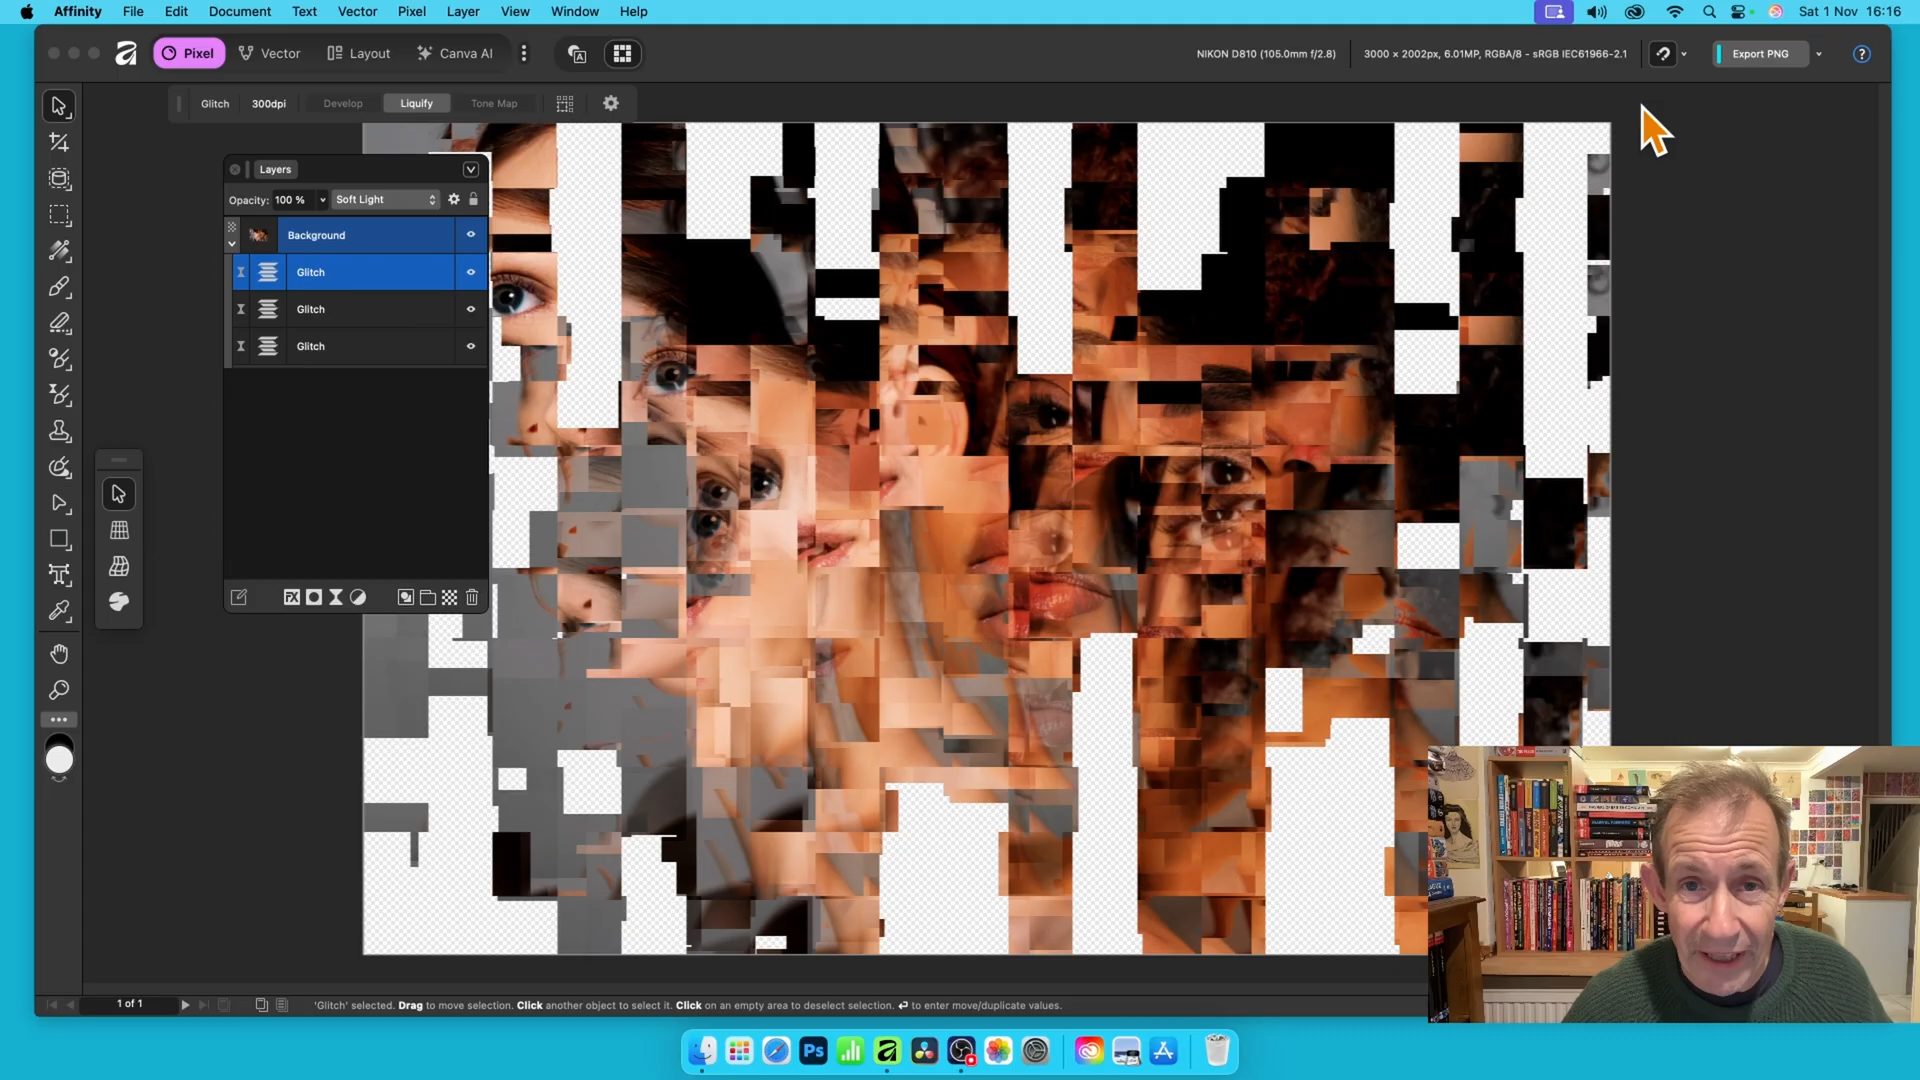 Affinity File Edit Document Text Vector Pixel Layer View Window Help Sat 1 Nov 16:16
Pixel Vector Layout Canva AI NIKON D810 (105.0mm f/2.8) 3000 × 2002px, 6.01MP, RGBA/8 - sRGB IEC61966-2.1 Export PNG ?
Glitch 300dpi Develop Liquify Tone Map
Layers
Opacity: 100 % Soft Light
Background
Glitch
Glitch
Glitch
1 of 1 'Glitch' selected. Drag to move selection. Click another object to select it. Click on an empty area to deselect selection. ↵ to enter move/duplicate values.
Ps